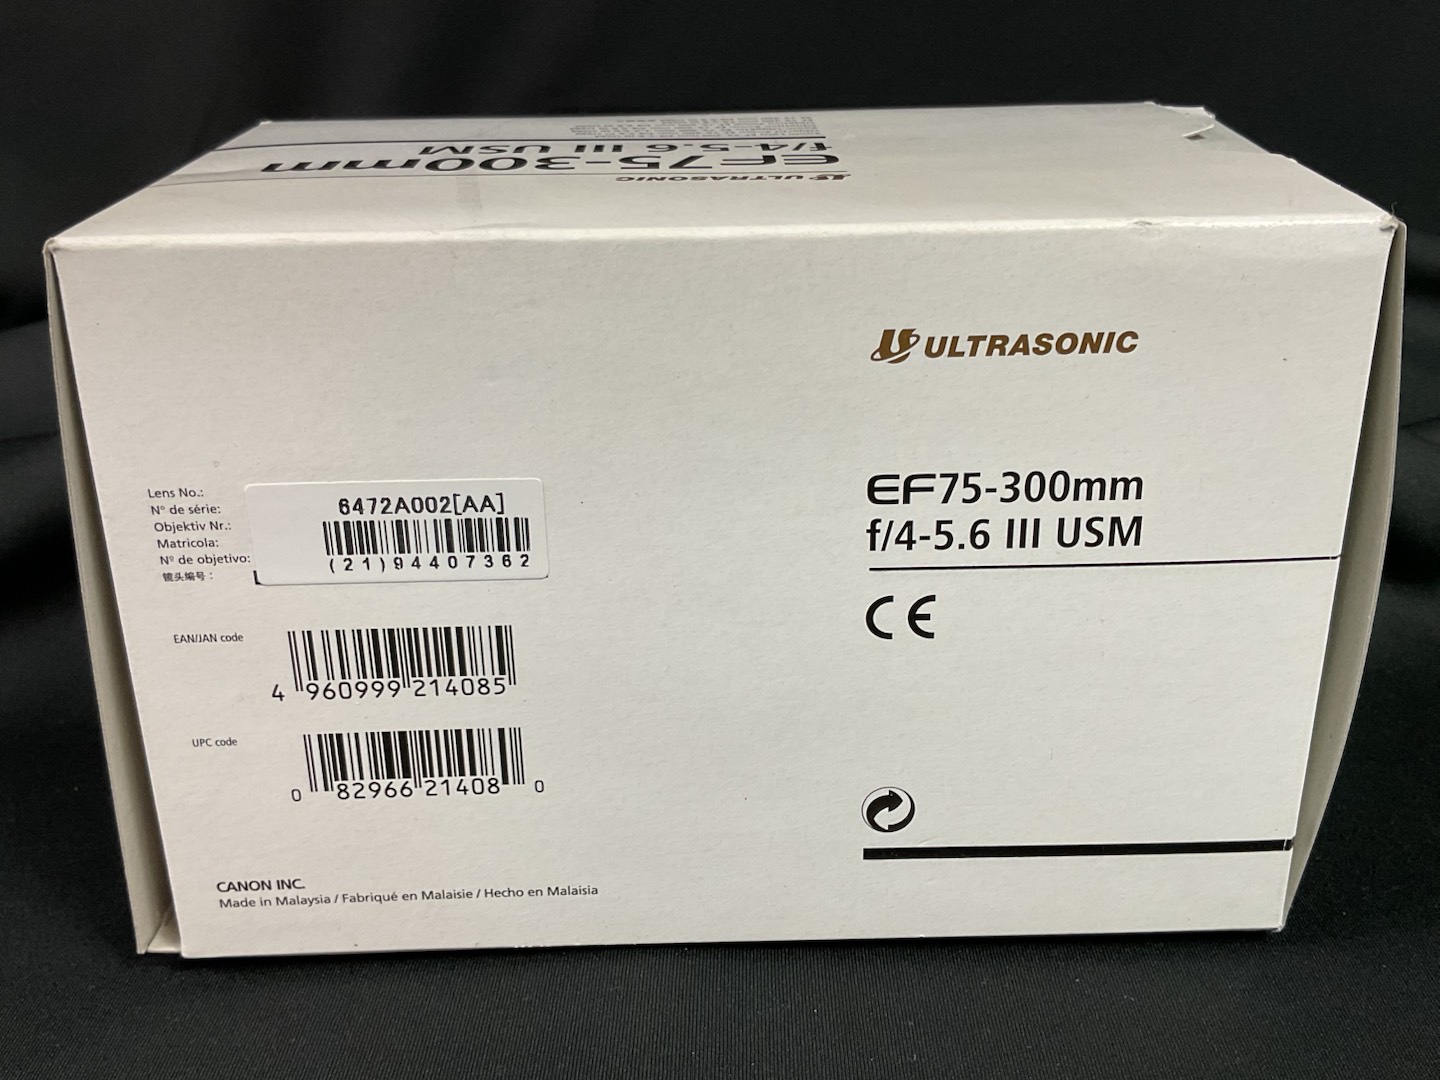 EF75-300mm
f/4-5.6 III USM
ULTRASONIC
ULTRASONIC
EF75-300mm
f/4-5.6 III USM
CE
Lens No.:
Nº de série:
Objektiv Nr.:
Matricola:
Nº de objetivo:
镜头编号：
6472A002[AA]
(21)94407362
EAN/JAN code
4 960999 214085
UPC code
0 82966 21408 0
CANON INC.
Made in Malaysia / Fabriqué en Malaisie / Hecho en Malaisia